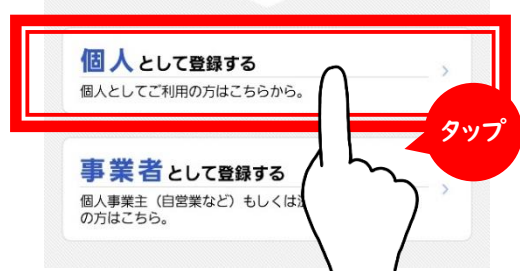 個人として登録する
個人としてご利用の方はこちらから。
タップ
事業者として登録する
個人事業主（自営業など）もしくは
の方はこちら。